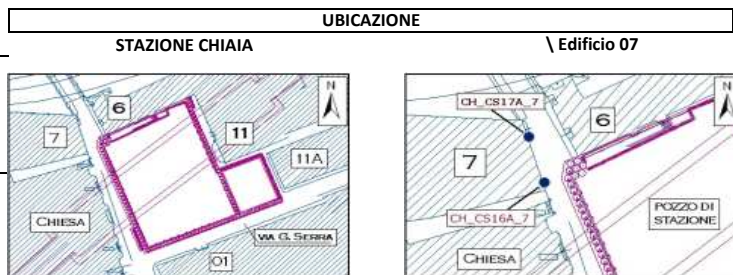 UBICAZIONE
STAZIONE CHIAIA
\ Edificio 07
N
6
7
11
11A
CHIESA
VIA G. SERRA
01
N
CH_CS17A_7
6
7
POZZO DI
STAZIONE
CH_CS16A_7
CHIESA